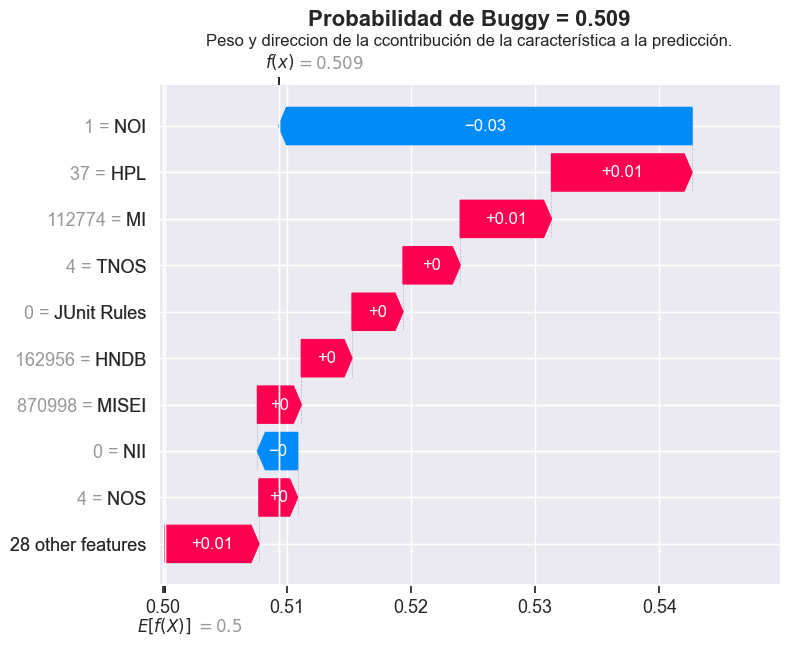 Probabilidad de Buggy = 0.509
Peso y direccion de la ccontribución de la característica a la predicción.
f(x) = 0.509
1 = NOI
−0.03
37 = HPL
+0.01
112774 = MI
+0.01
4 = TNOS
+0
0 = JUnit Rules
+0
162956 = HNDB
+0
870998 = MISEI
+0
0 = NII
−0
4 = NOS
+0
28 other features
+0.01
0.50 0.51 0.52 0.53 0.54
E[f(X)] = 0.5